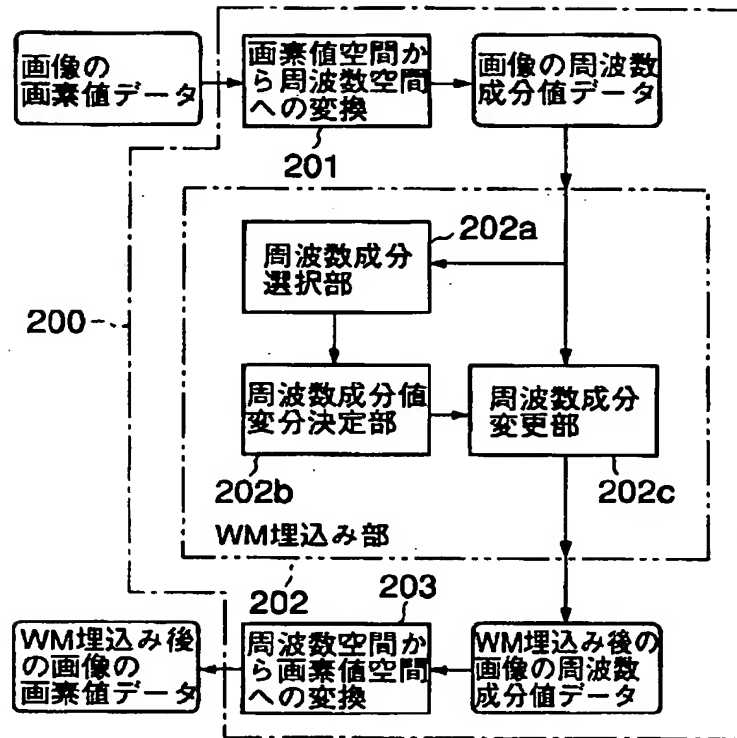 画像の
画素値データ
画素値空間か
ら周波数空間
への変換
201
画像の周波数
成分値データ
202a
周波数成分
選択部
200
周波数成分値
変分決定部
202b
周波数成分
変更部
202c
WM埋込み部
202
203
WM埋込み後
の画像の
画素値データ
周波数空間か
ら画素値空間
への変換
WM埋込み後の
画像の周波数
成分値データ